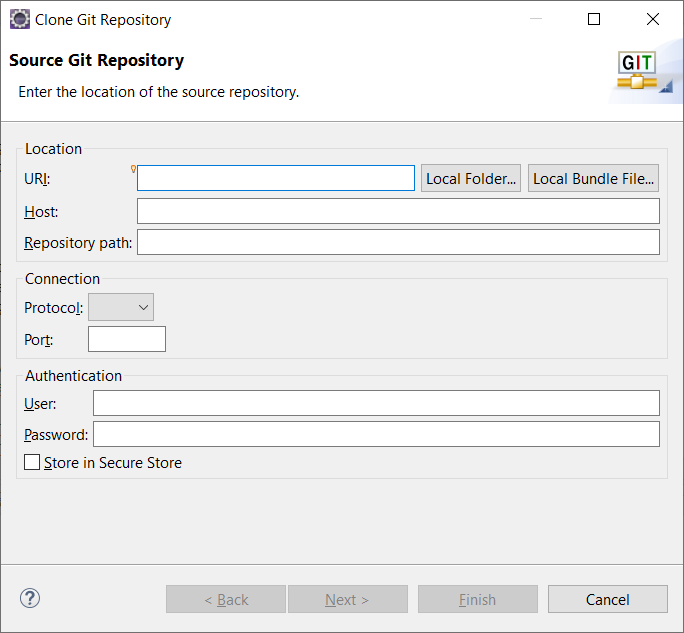 Clone Git Repository
Source Git Repository
GIT
Enter the location of the source repository.
Location
URI:
Local Folder...
Local Bundle File...
Host:
Repository path:
Connection
Protocol:
Port:
Authentication
User:
Password:
Store in Secure Store
?
< Back
Next >
Finish
Cancel